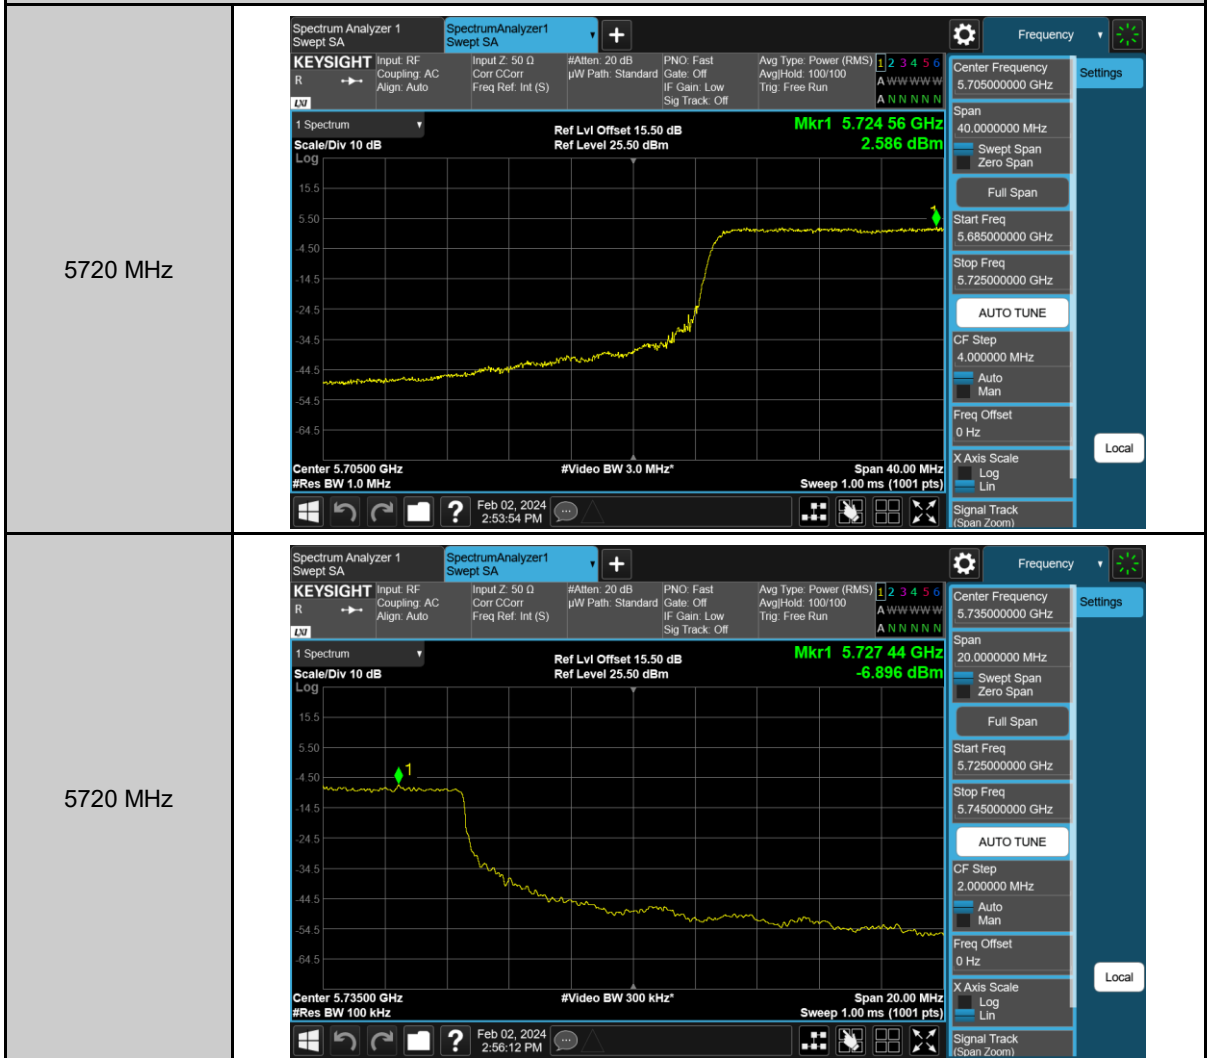 5720 MHz
Spectrum Analyzer 1
Swept SA
SpectrumAnalyzer1
Swept SA
Frequency
KEYSIGHT
R
LXI
Input: RF
Coupling: AC
Align: Auto
Input Z: 50 Ω
Corr CCorr
Freq Ref: Int (S)
#Atten: 20 dB
µW Path: Standard
PNO: Fast
Gate: Off
IF Gain: Low
Sig Track: Off
Avg Type: Power (RMS)
Avg|Hold: 100/100
Trig: Free Run
1 2 3 4 5 6
A W W W W W
A N N N N N
1 Spectrum
Scale/Div 10 dB
Log
Ref Lvl Offset 15.50 dB
Ref Level 25.50 dBm
Mkr1 5.724 56 GHz
2.586 dBm
15.5
5.50
-4.50
-14.5
-24.5
-34.5
-44.5
-54.5
-64.5
1
Center 5.70500 GHz
#Res BW 1.0 MHz
#Video BW 3.0 MHz*
Span 40.00 MHz
Sweep 1.00 ms (1001 pts)
Feb 02, 2024
2:53:54 PM
Center Frequency
5.705000000 GHz
Span
40.0000000 MHz
Swept Span
Zero Span
Full Span
Start Freq
5.685000000 GHz
Stop Freq
5.725000000 GHz
AUTO TUNE
CF Step
4.000000 MHz
Auto
Man
Freq Offset
0 Hz
X Axis Scale
Log
Lin
Signal Track
(Span Zoom)
Settings
Local
5720 MHz
Spectrum Analyzer 1
Swept SA
SpectrumAnalyzer1
Swept SA
Frequency
KEYSIGHT
R
LXI
Input: RF
Coupling: AC
Align: Auto
Input Z: 50 Ω
Corr CCorr
Freq Ref: Int (S)
#Atten: 20 dB
µW Path: Standard
PNO: Fast
Gate: Off
IF Gain: Low
Sig Track: Off
Avg Type: Power (RMS)
Avg|Hold: 100/100
Trig: Free Run
1 2 3 4 5 6
A W W W W W
A N N N N N
1 Spectrum
Scale/Div 10 dB
Log
Ref Lvl Offset 15.50 dB
Ref Level 25.50 dBm
Mkr1 5.727 44 GHz
-6.896 dBm
15.5
5.50
-4.50
-14.5
-24.5
-34.5
-44.5
-54.5
-64.5
1
Center 5.73500 GHz
#Res BW 100 kHz
#Video BW 300 kHz*
Span 20.00 MHz
Sweep 1.00 ms (1001 pts)
Feb 02, 2024
2:56:12 PM
Center Frequency
5.735000000 GHz
Span
20.0000000 MHz
Swept Span
Zero Span
Full Span
Start Freq
5.725000000 GHz
Stop Freq
5.745000000 GHz
AUTO TUNE
CF Step
2.000000 MHz
Auto
Man
Freq Offset
0 Hz
X Axis Scale
Log
Lin
Signal Track
(Span Zoom)
Settings
Local